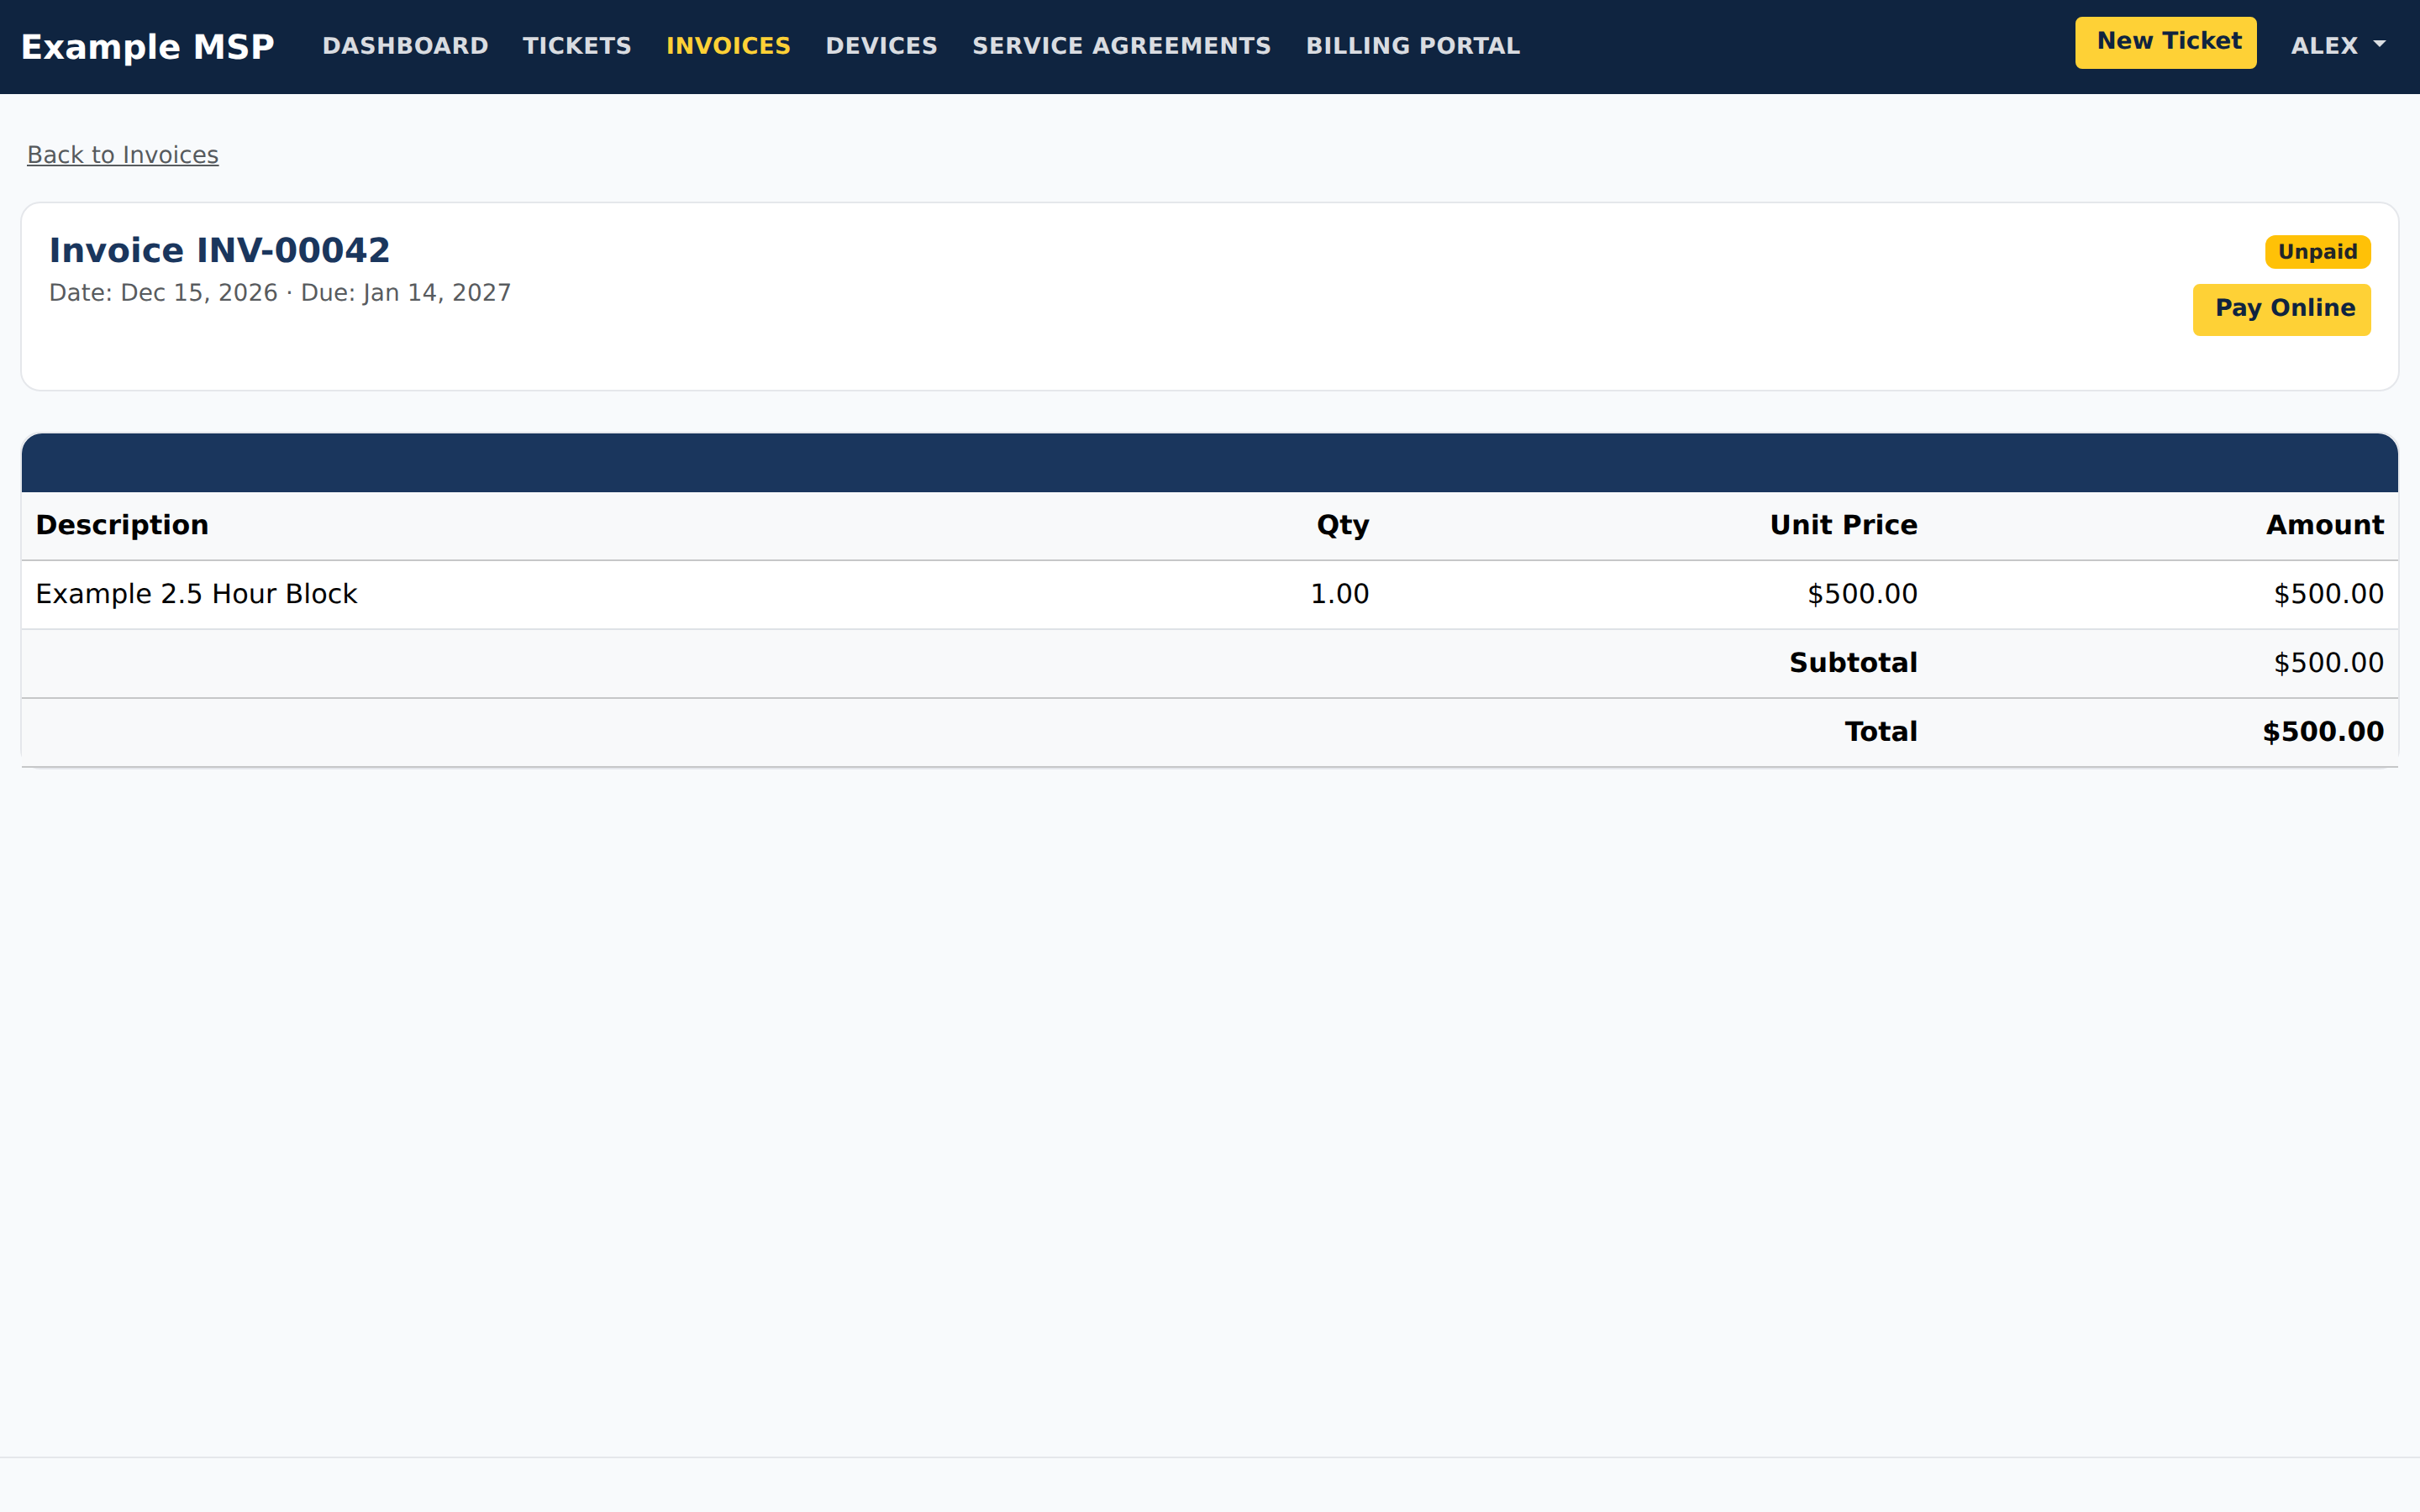 Example MSP DASHBOARD TICKETS INVOICES DEVICES SERVICE AGREEMENTS BILLING PORTAL New Ticket ALEX
Back to Invoices
Invoice INV-00042 Unpaid
Date: Dec 15, 2026 · Due: Jan 14, 2027 Pay Online
Description Qty Unit Price Amount
Example 2.5 Hour Block 1.00 $500.00 $500.00
Subtotal $500.00
Total $500.00